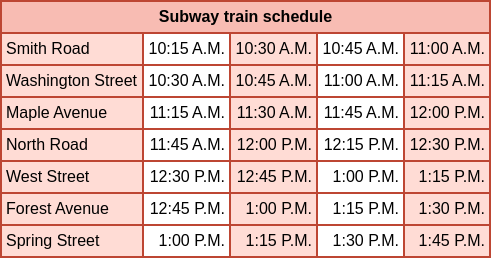 Subway train schedule
Smith Road 10:15 A.M. 10:30 A.M. 10:45 A.M. 11:00 A.M.
Washington Street 10:30 A.M. 10:45 A.M. 11:00 A.M. 11:15 A.M.
Maple Avenue 11:15 A.M. 11:30 A.M. 11:45 A.M. 12:00 P.M.
North Road 11:45 A.M. 12:00 P.M. 12:15 P.M. 12:30 P.M.
West Street 12:30 P.M. 12:45 P.M. 1:00 P.M. 1:15 P.M.
Forest Avenue 12:45 P.M. 1:00 P.M. 1:15 P.M. 1:30 P.M.
Spring Street 1:00 P.M. 1:15 P.M. 1:30 P.M. 1:45 P.M.